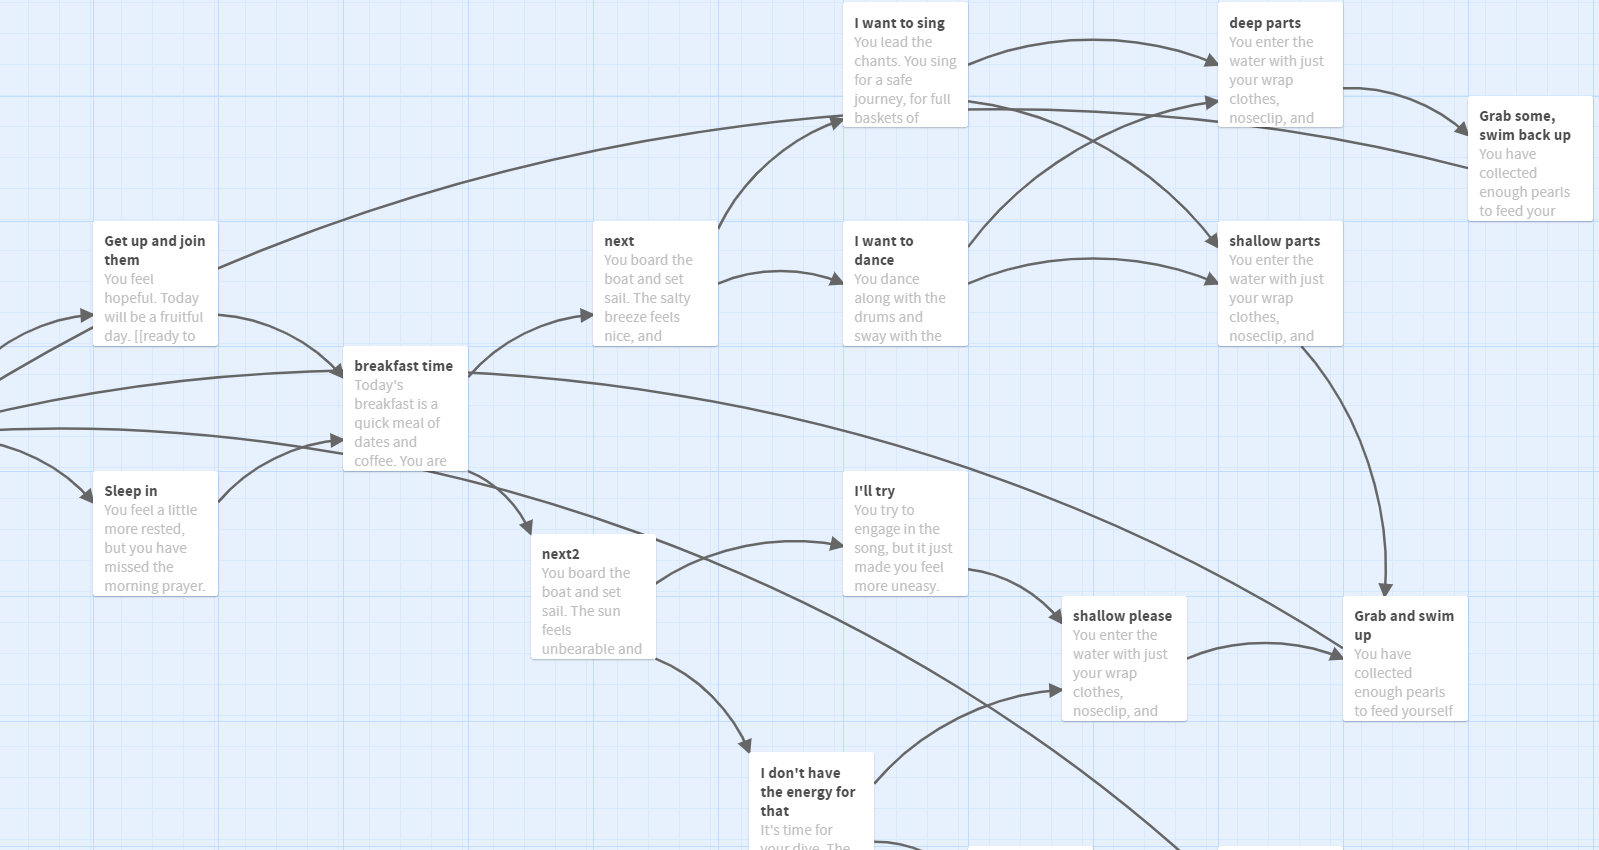 I want to sing
You lead the
chants. You sing
for a safe
journey, for full
baskets of
deep parts
You enter the
water with just
your wrap
clothes,
noseclip, and
Grab some,
swim back up
You have
collected
enough pearls
to feed your
Get up and join
them
You feel
hopeful. Today
will be a fruitful
day. [[ready to
next
You board the
boat and set
sail. The salty
breeze feels
nice, and
I want to
dance
You dance
along with the
drums and
sway with the
shallow parts
You enter the
water with just
your wrap
clothes,
noseclip, and
breakfast time
Today's
breakfast is a
quick meal of
dates and
coffee. You are
Sleep in
You feel a little
more rested,
but you have
missed the
morning prayer.
next2
You board the
boat and set
sail. The sun
feels
unbearable and
I'll try
You try to
engage in the
song, but it just
made you feel
more uneasy.
shallow please
You enter the
water with just
your wrap
clothes,
noseclip, and
Grab and swim
up
You have
collected
enough pearls
to feed yourself
I don't have
the energy for
that
It's time for
your dive. The